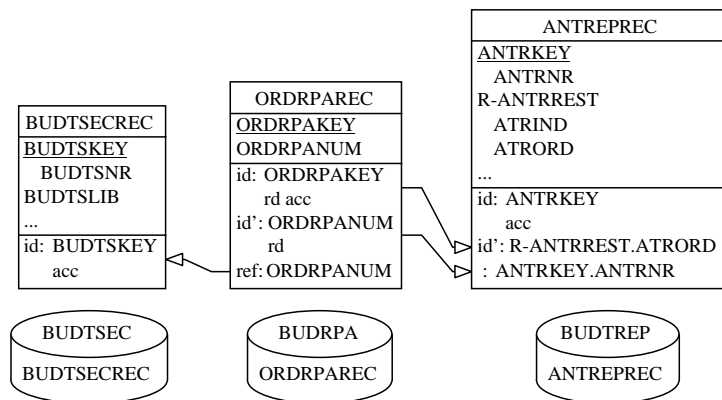 BUDTSECREC
BUDTSKEY
BUDTSNR
BUDTSLIB
...
id: BUDTSKEY
acc
ORDRPAREC
ORDRPAKEY
ORDRPANUM
id: ORDRPAKEY
rd acc
id': ORDRPANUM
rd
ref: ORDRPANUM
ANTREPREC
ANTRKEY
ANTRNR
R-ANTRREST
ATRIND
ATRORD
...
id: ANTRKEY
acc
id': R-ANTRREST.ATRORD
: ANTRKEY.ANTRNR
BUDTSEC
BUDTSECREC
BUDRPA
ORDRPAREC
BUDTREP
ANTREPREC